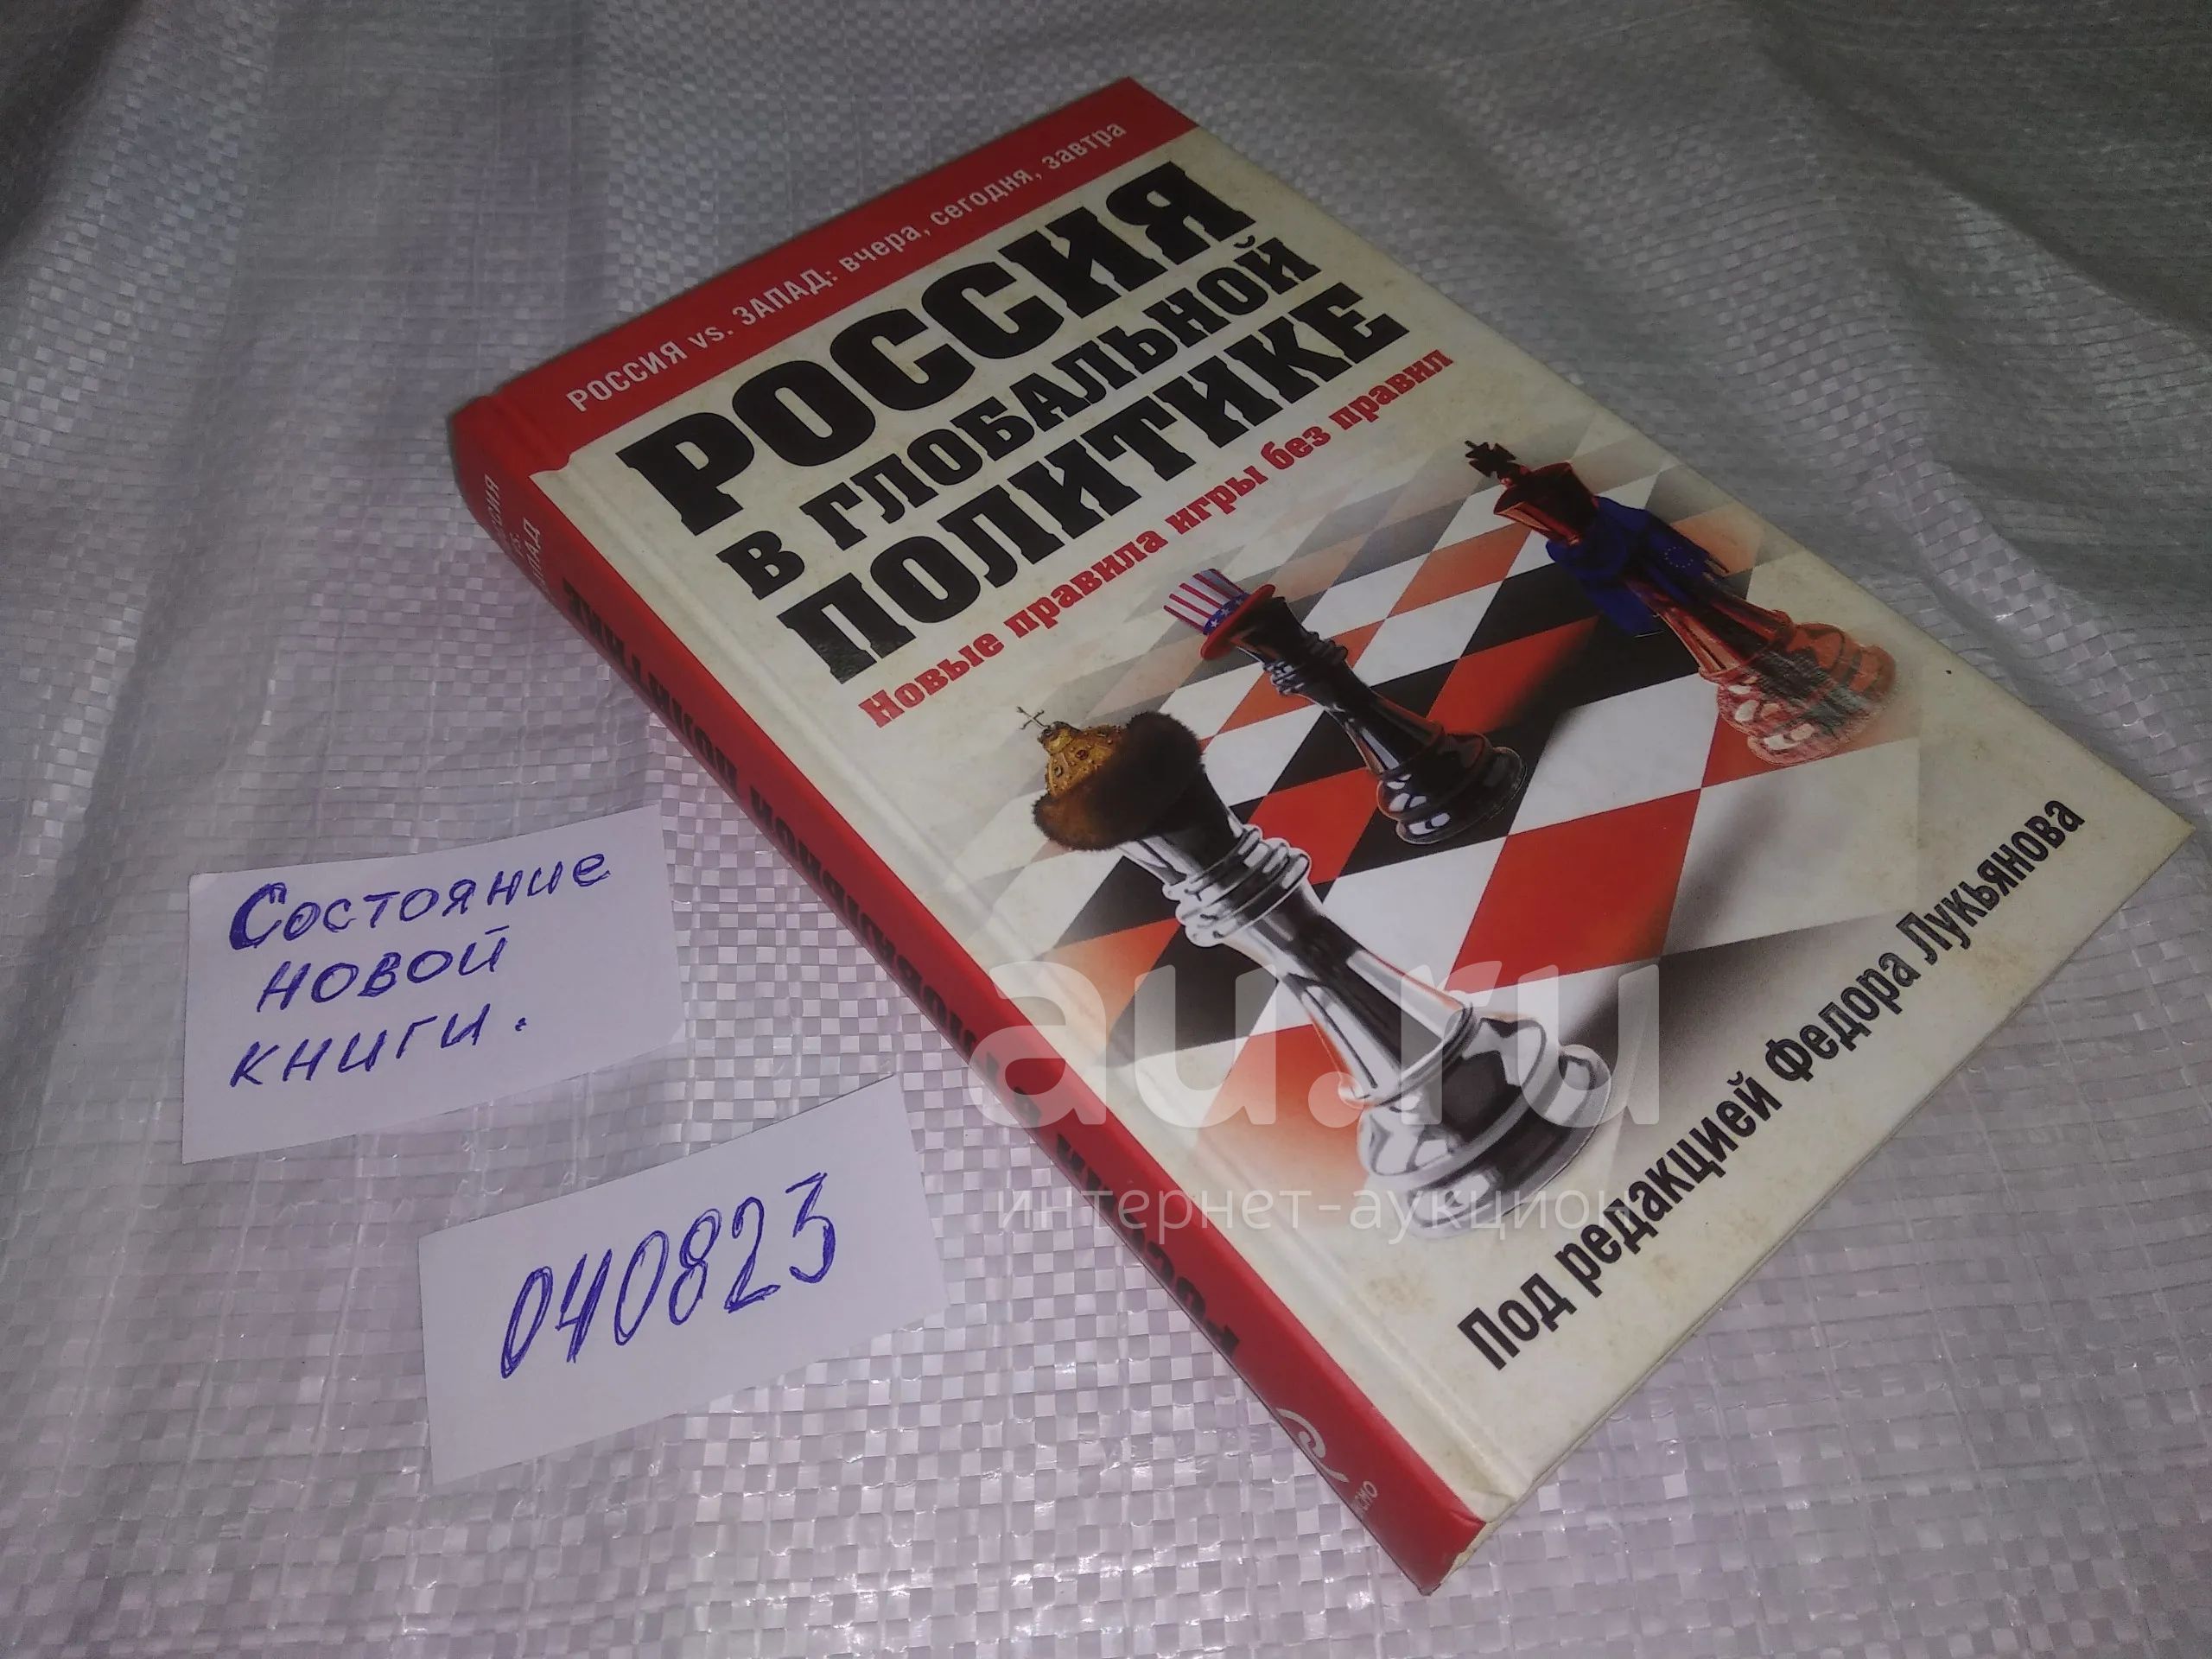 РОССИЯ vs. ЗАПАД: вчера, сегодня, завтра
РОССИЯ
В ГЛОБАЛЬНОЙ
ПОЛИТИКЕ
Новые правила игры без правил
Под редакцией Федора Лукьянова
Состояние
новой
книги.
040823
au.ru
интернет-аукцион